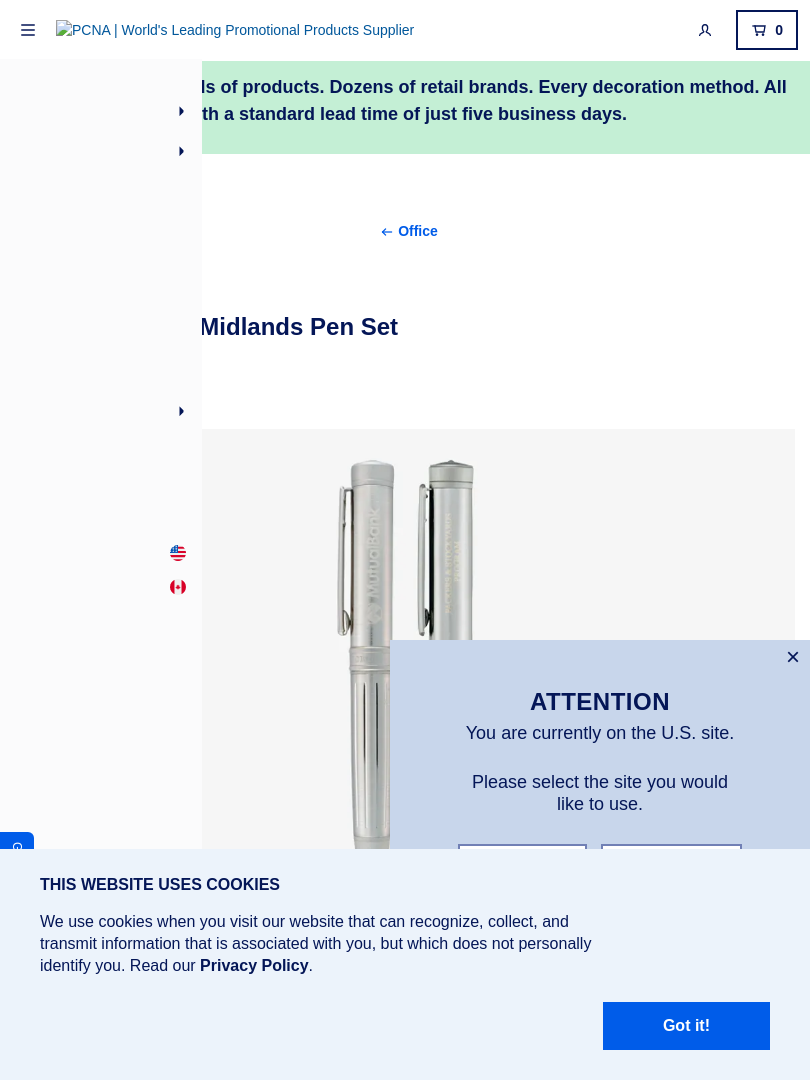 PCNA | World's Leading Promotional Products Supplier
0
of products. Dozens of retail brands. Every decoration method. All
a standard lead time of just five business days.
Office
Midlands Pen Set
MutualBank
ATTENTION
You are currently on the U.S. site.
Please select the site you would
like to use.
THIS WEBSITE USES COOKIES
We use cookies when you visit our website that can recognize, collect, and
transmit information that is associated with you, but which does not personally
identify you. Read our Privacy Policy.
Got it!